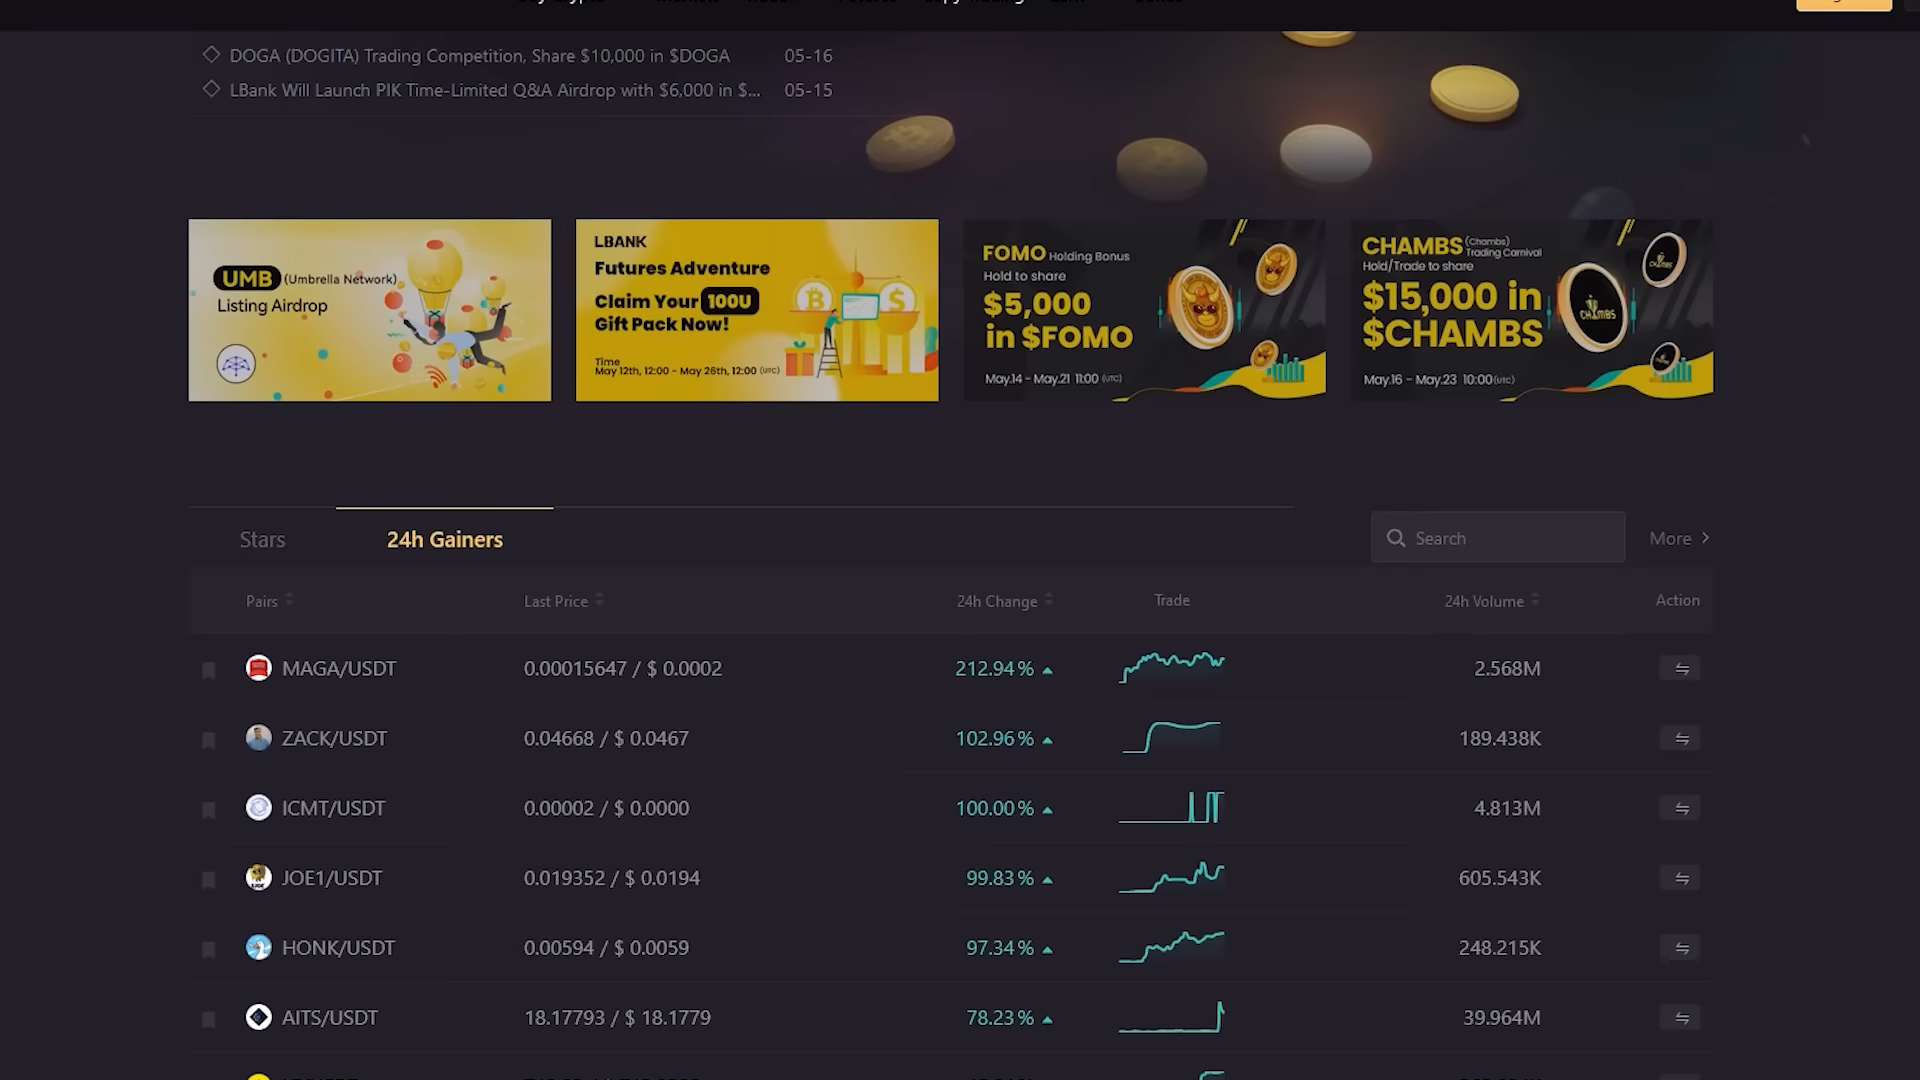 DOGA (DOGITA) Trading Competition, Share $10,000 in $DOGA 05-16
LBank Will Launch PIK Time-Limited Q&A Airdrop with $6,000 in $... 05-15
UMB (Umbrella Network)
Listing Airdrop
LBANK
Futures Adventure
Claim Your 100U
Gift Pack Now!
Time
May 12th, 12:00 - May 26th, 12:00 (UTC)
FOMO Holding Bonus
Hold to share
$5,000
in $FOMO
May.14 - May.21 11:00 (UTC)
CHAMBS (Chambs) Trading Carnival
Hold/Trade to share
$15,000 in
$CHAMBS
May.16 - May.23 10:00(UTC)
CHAMBS
Stars 24h Gainers Search More
Pairs Last Price 24h Change Trade 24h Volume Action
MAGA/USDT 0.00015647 / $ 0.0002 212.94% 2.568M
ZACK/USDT 0.04668 / $ 0.0467 102.96% 189.438K
ICMT/USDT 0.00002 / $ 0.0000 100.00% 4.813M
JOE1/USDT 0.019352 / $ 0.0194 99.83% 605.543K
HONK/USDT 0.00594 / $ 0.0059 97.34% 248.215K
AITS/USDT 18.17793 / $ 18.1779 78.23% 39.964M